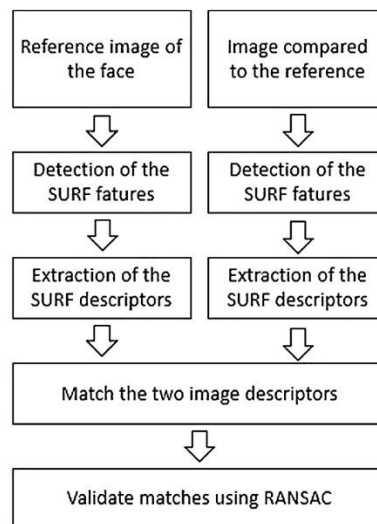 Reference image of
the face
Image compared
to the reference
Detection of the
SURF fatures
Detection of the
SURF fatures
Extraction of the
SURF descriptors
Extraction of the
SURF descriptors
Match the two image descriptors
Validate matches using RANSAC